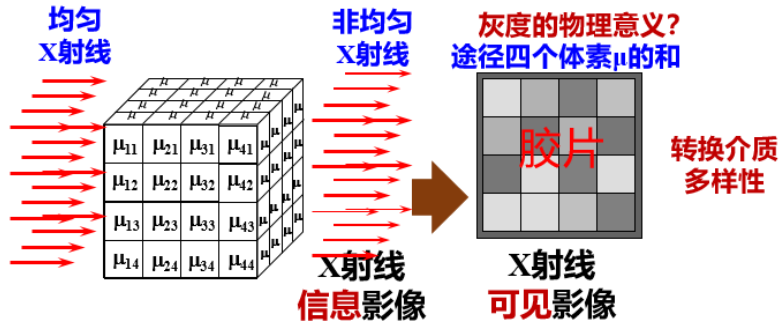 均匀
X射线
非均匀
X射线
灰度的物理意义?
途径四个体素μ的和
μ μ μ μ
μ μ μ μ
μ μ μ μ
μ μ μ μ
μ11 μ21 μ31 μ41
μ12 μ22 μ32 μ42
μ13 μ23 μ33 μ43
μ14 μ24 μ34 μ44
胶片
转换介质
多样性
X射线
信息影像
X射线
可见影像